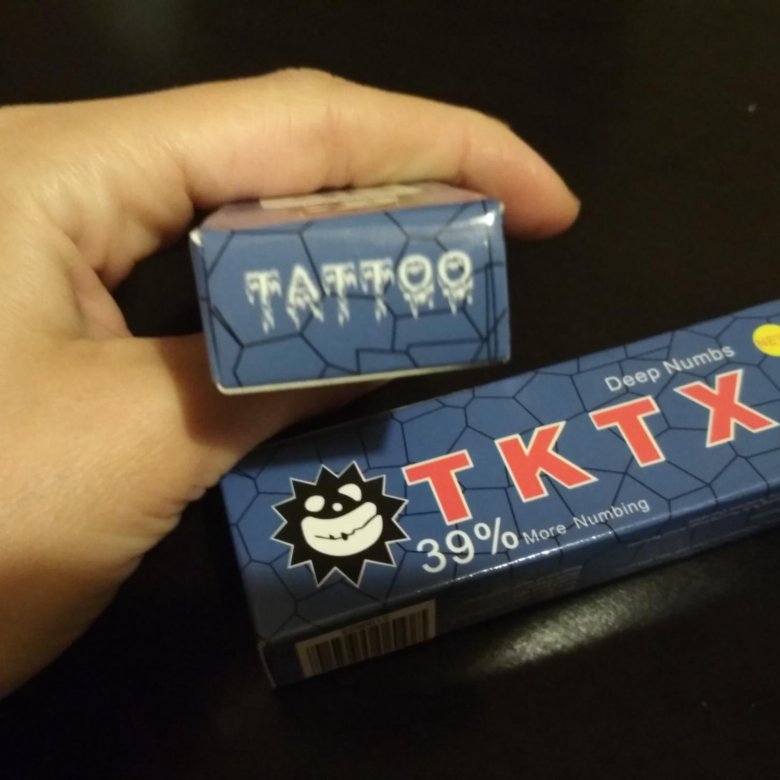 TATTOO
Deep Numbs
TKTX
39% More Numbing